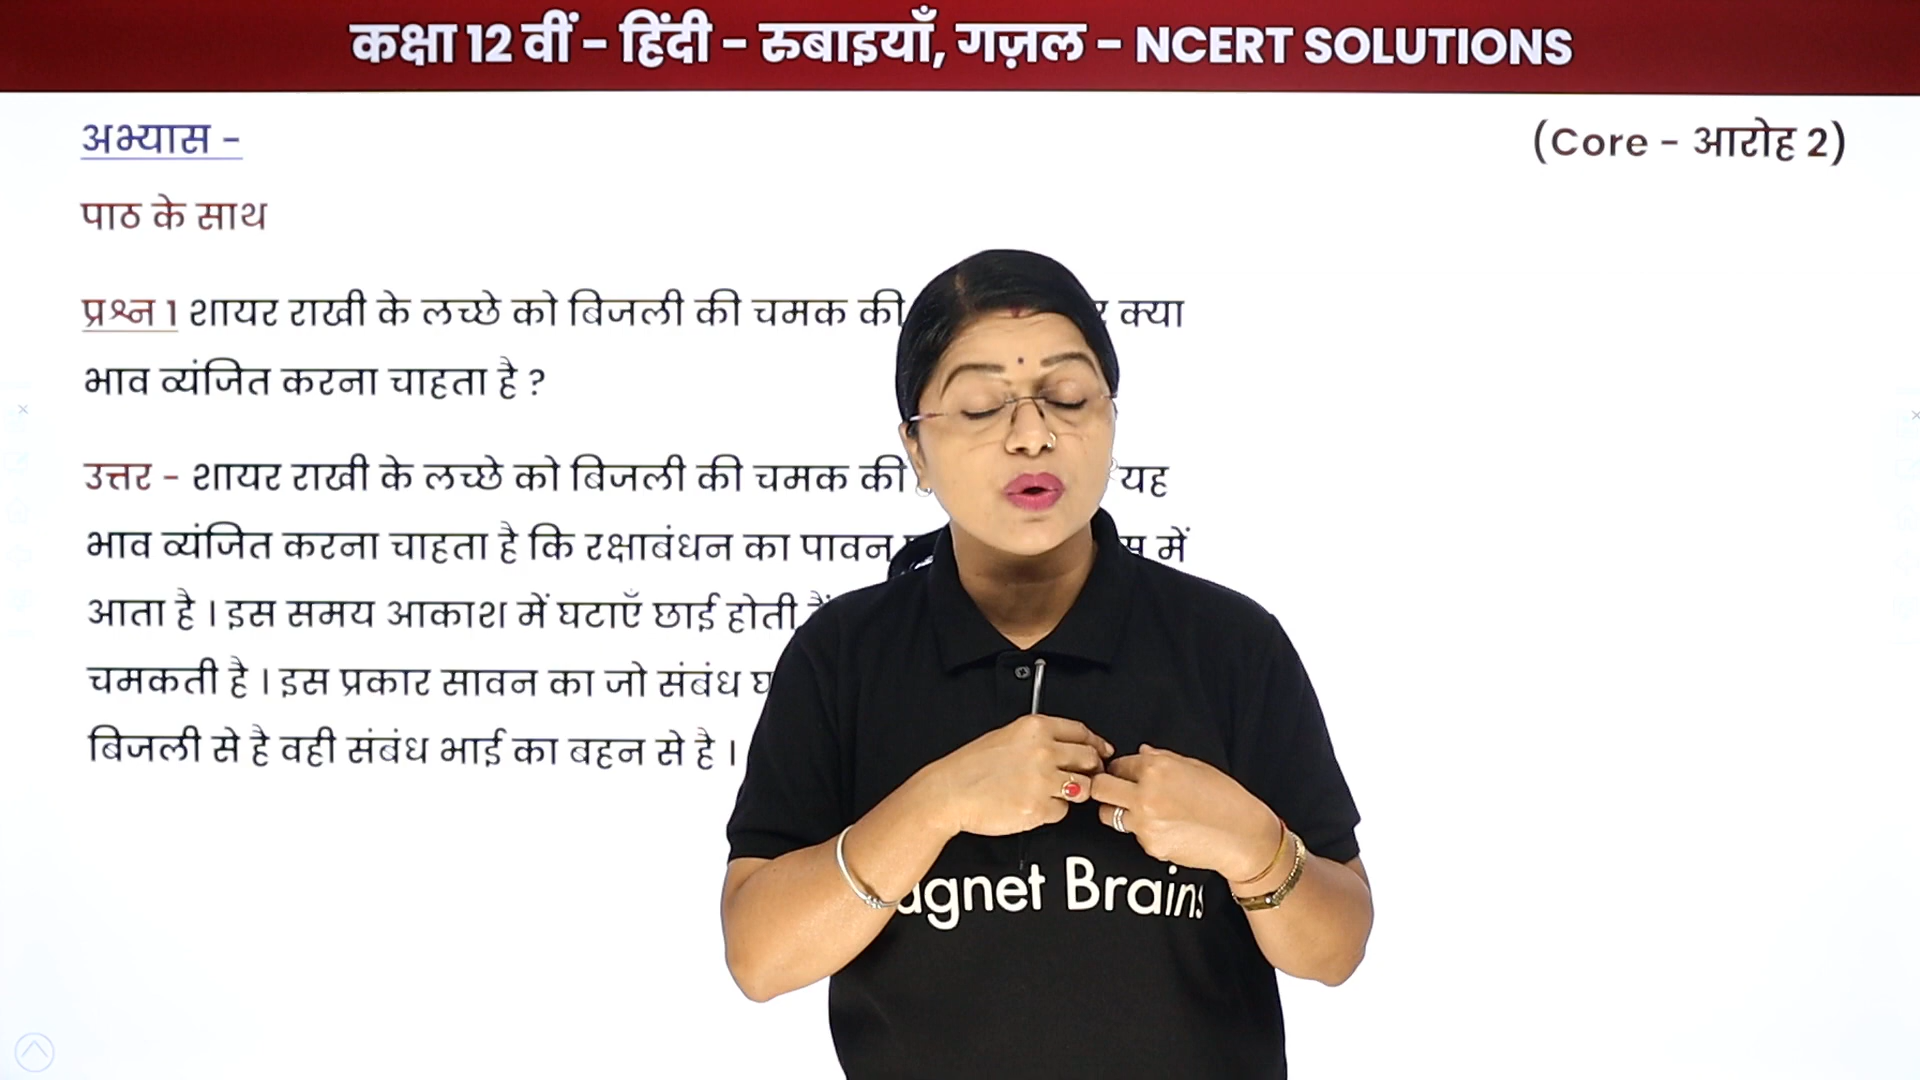 कक्षा 12 वीं - हिंदी - रुबाइयाँ, गज़ल - NCERT SOLUTIONS
अभ्यास -
(Core - आरोह 2)
पाठ के साथ
प्रश्न 1 शायर राखी के लच्छे को बिजली की चमक की क्या
भाव व्यंजित करना चाहता है ?
उत्तर - शायर राखी के लच्छे को बिजली की चमक की यह
भाव व्यंजित करना चाहता है कि रक्षाबंधन का पावन में
आता है । इस समय आकाश में घटाएँ छाई होती
चमकती है । इस प्रकार सावन का जो संबंध
बिजली से है वही संबंध भाई का बहन से है ।
agnet Brains